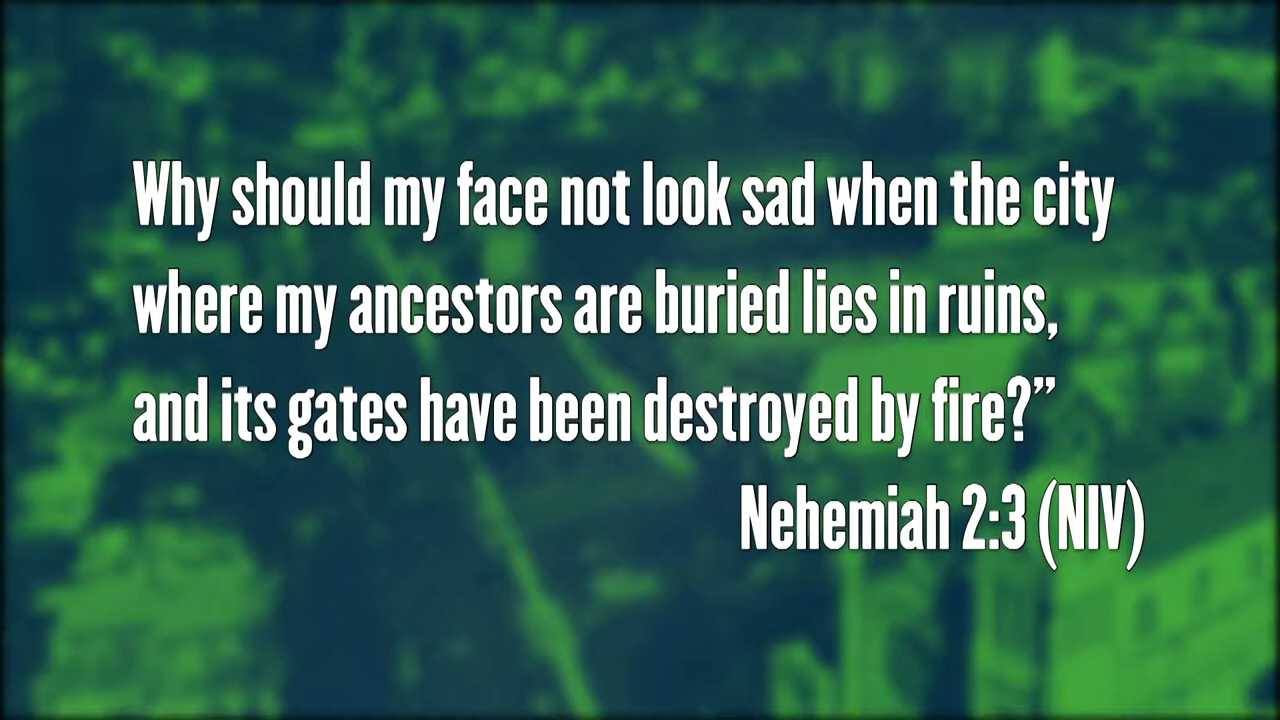 Why should my face not look sad when the city
where my ancestors are buried lies in ruins,
and its gates have been destroyed by fire?”
Nehemiah 2:3 (NIV)